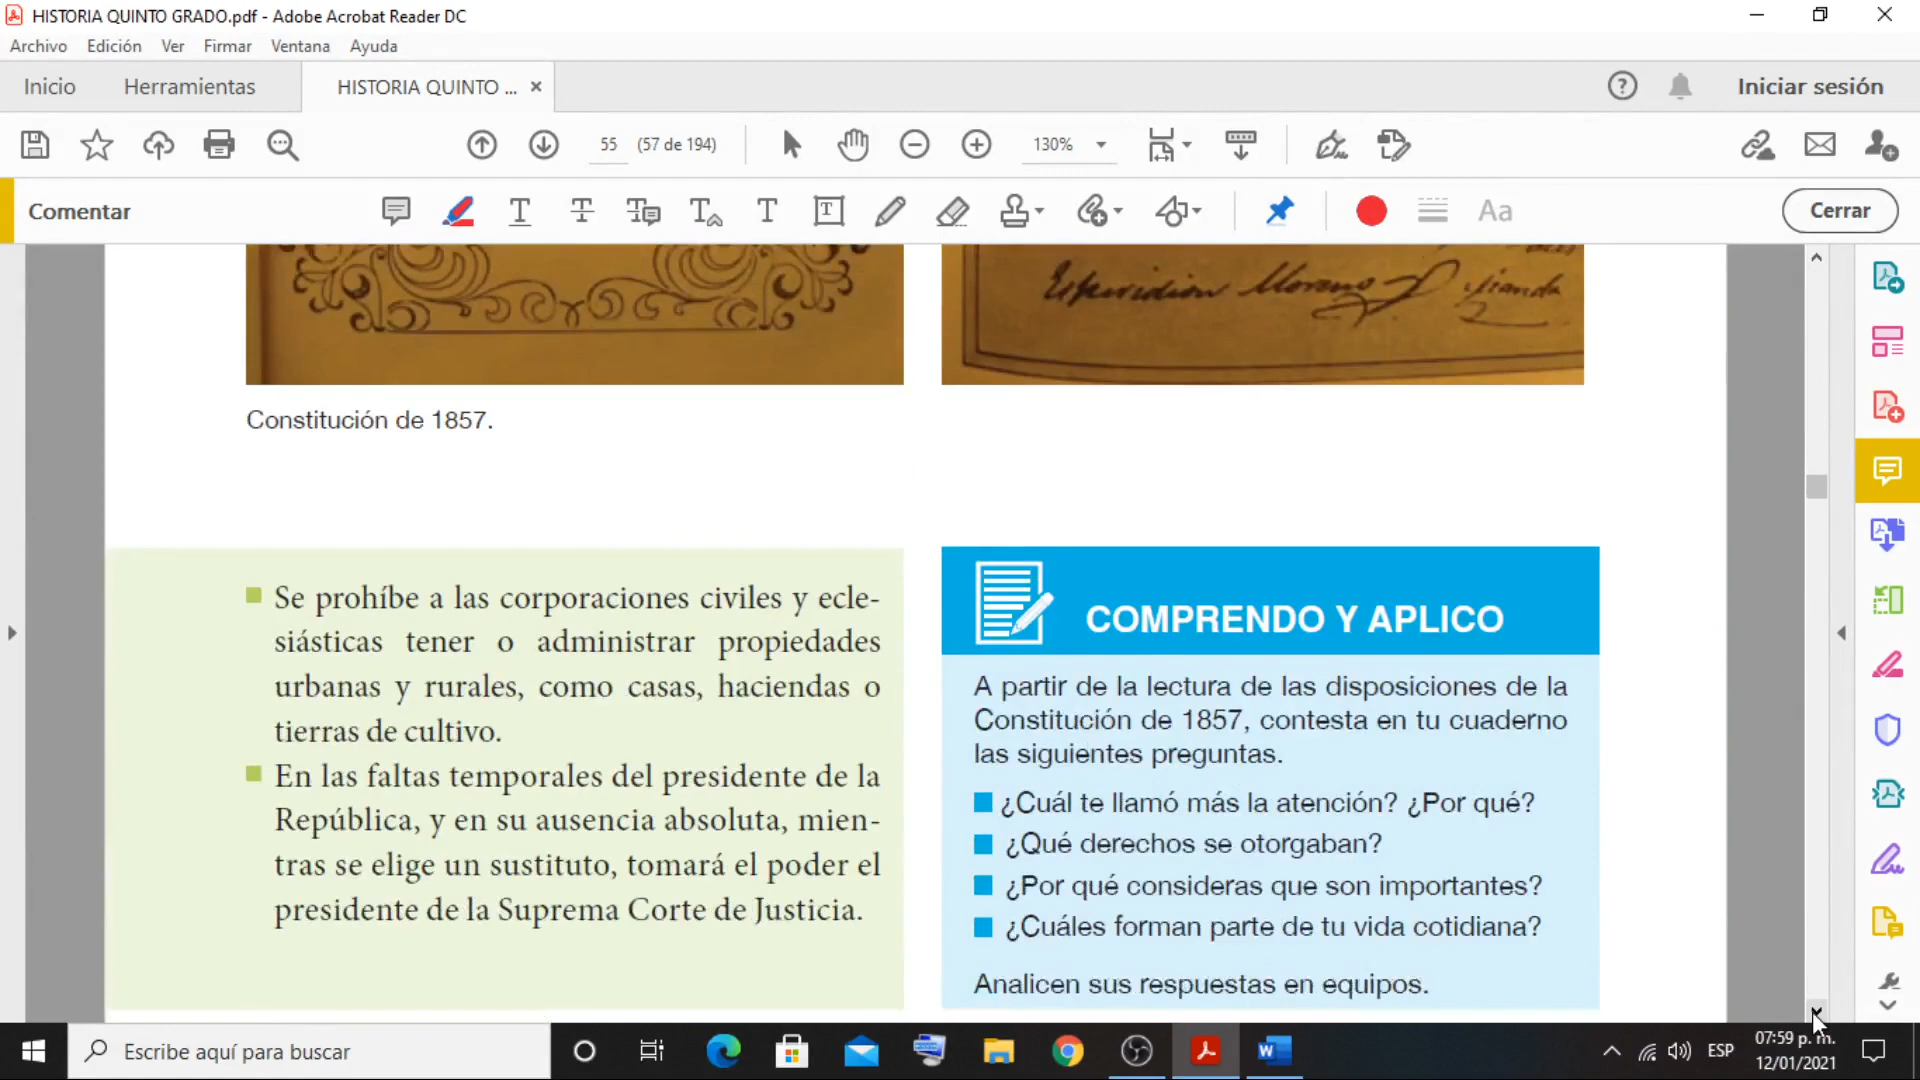 HISTORIA QUINTO GRADO.pdf - Adobe Acrobat Reader DC
Archivo Edición Ver Firmar Ventana Ayuda
Inicio Herramientas HISTORIA QUINTO ... Iniciar sesión
55 (57 de 194) 130%
Comentar Aa Cerrar
Constitución de 1857.
Se prohíbe a las corporaciones civiles y ecle-
siásticas tener o administrar propiedades
urbanas y rurales, como casas, haciendas o
tierras de cultivo.
En las faltas temporales del presidente de la
República, y en su ausencia absoluta, mien-
tras se elige un sustituto, tomará el poder el
presidente de la Suprema Corte de Justicia.
COMPRENDO Y APLICO
A partir de la lectura de las disposiciones de la
Constitución de 1857, contesta en tu cuaderno
las siguientes preguntas.
¿Cuál te llamó más la atención? ¿Por qué?
¿Qué derechos se otorgaban?
¿Por qué consideras que son importantes?
¿Cuáles forman parte de tu vida cotidiana?
Analicen sus respuestas en equipos.
Escribe aquí para buscar
ESP
07:59 p. m.
12/01/2021